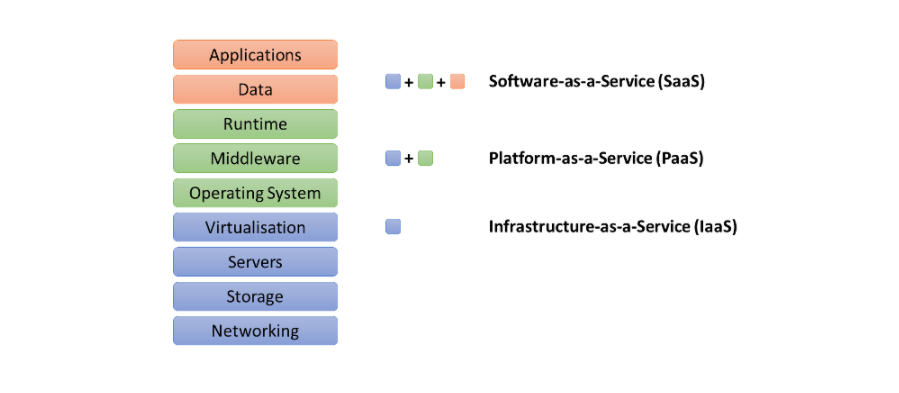 Applications
Data
Runtime
Middleware
Operating System
Virtualisation
Servers
Storage
Networking
+ + Software-as-a-Service (SaaS)
+ Platform-as-a-Service (PaaS)
Infrastructure-as-a-Service (IaaS)